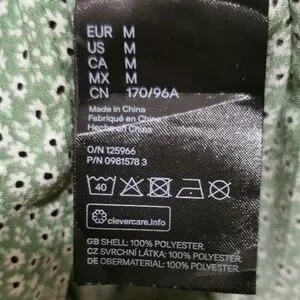 EUR M
US M
CA M
MX M
CN 170/96A
Made in China
Fabriqué en Chine
Hecho en China
O/N 125966
P/N 0981578 3
40
clevercare.info
GB SHELL: 100% POLYESTER.
CZ SVRCHNÍ LÁTKA: 100% POLYESTER.
DE OBERMATERIAL: 100% POLYESTER.